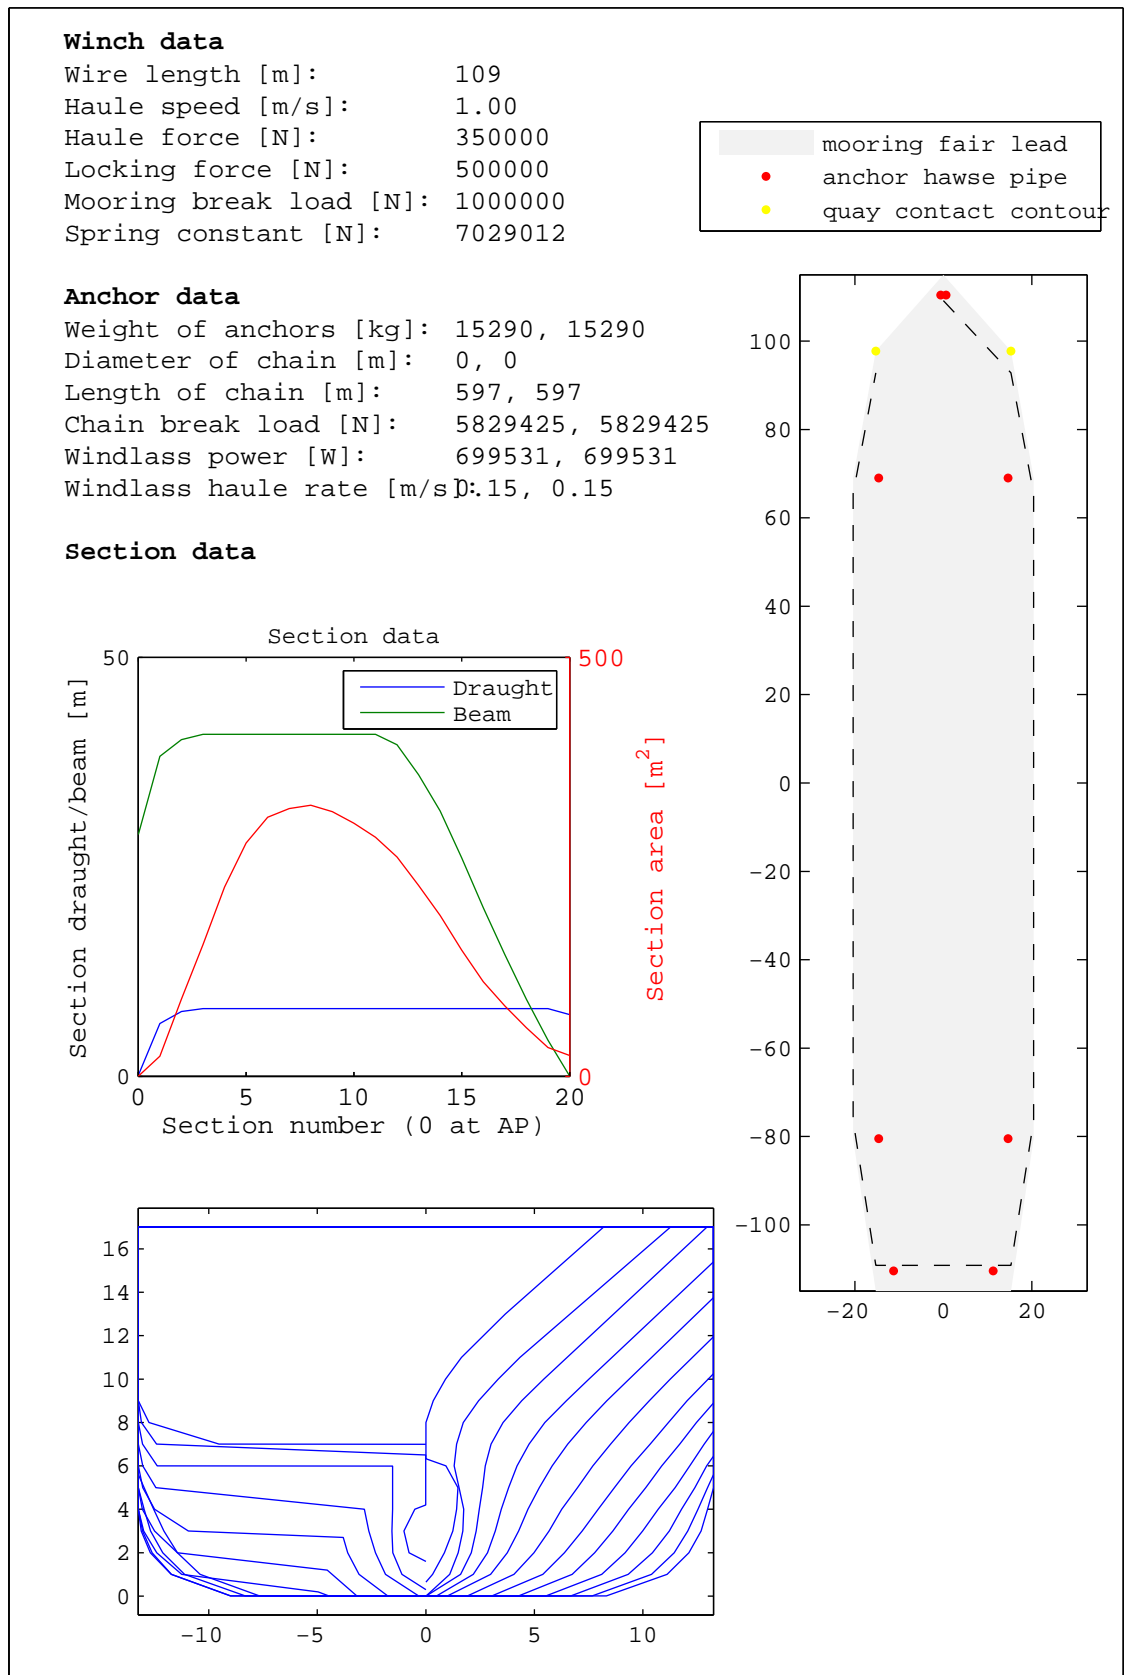 Winch data
Wire length [m]: 109
Haule speed [m/s]: 1.00
Haule force [N]: 350000
Locking force [N]: 500000
Mooring break load [N]: 1000000
Spring constant [N]: 7029012
Anchor data
Weight of anchors [kg]: 15290, 15290
Diameter of chain [m]: 0, 0
Length of chain [m]: 597, 597
Chain break load [N]: 5829425, 5829425
Windlass power [W]: 699531, 699531
Windlass haule rate [m/s]: 0.15, 0.15
Section data
mooring fair lead
anchor hawse pipe
quay contact contour
Section data
Draught
Beam
Section draught/beam [m]
50
0
0 5 10 15 20
Section number (0 at AP)
500
0
Section area [m²]
100
80
60
40
20
0
−20
−40
−60
−80
−100
−20 0 20
16
14
12
10
8
6
4
2
0
−10 −5 0 5 10